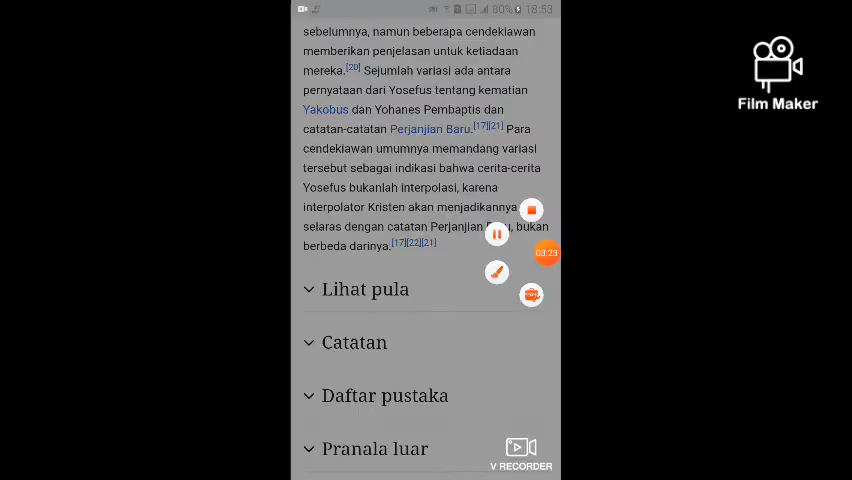 80% 18:53
sebelumnya, namun beberapa cendekiawan
memberikan penjelasan untuk ketiadaan
mereka.[20] Sejumlah variasi ada antara
pernyataan dari Yosefus tentang kematian
Yakobus dan Yohanes Pembaptis dan
catatan-catatan Perjanjian Baru.[17][21] Para
cendekiawan umumnya memandang variasi
tersebut sebagai indikasi bahwa cerita-cerita
Yosefus bukanlah interpolasi, karena
interpolator Kristen akan menjadikannya
selaras dengan catatan Perjanjian , bukan
berbeda darinya.[17][22][21]
03:23
Lihat pula
Catatan
Daftar pustaka
Pranala luar
V RECORDER
Film Maker